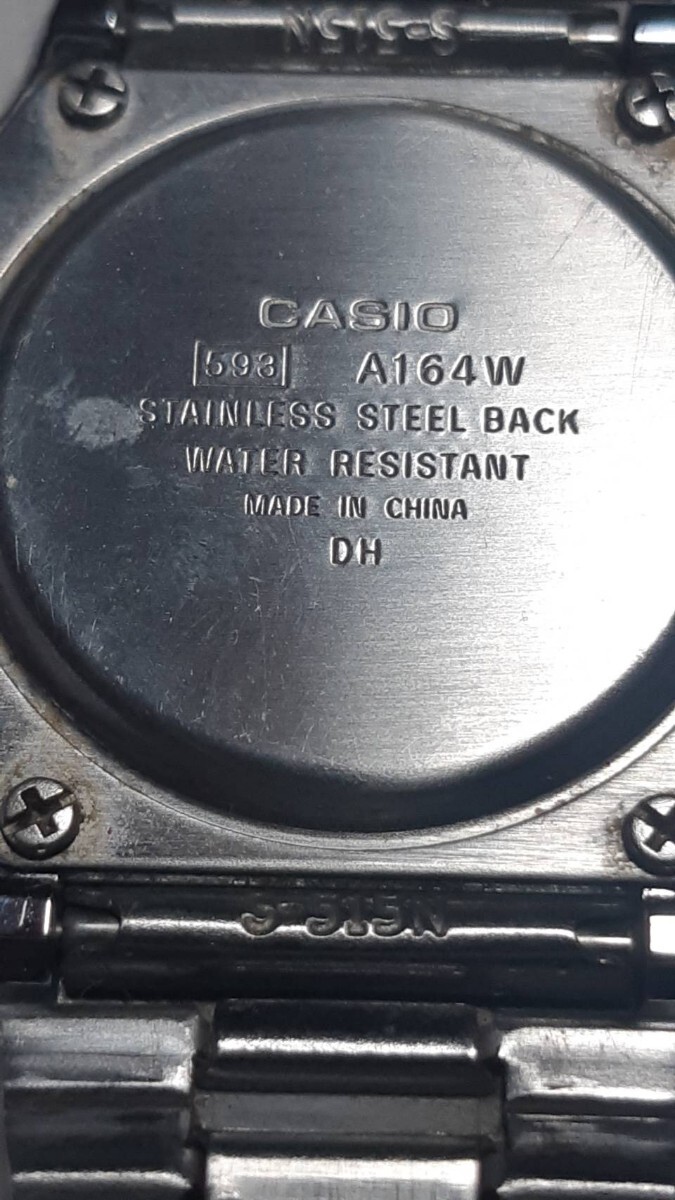 S-515N
CASIO
593 A164W
STAINLESS STEEL BACK
WATER RESISTANT
MADE IN CHINA
DH
S-515N